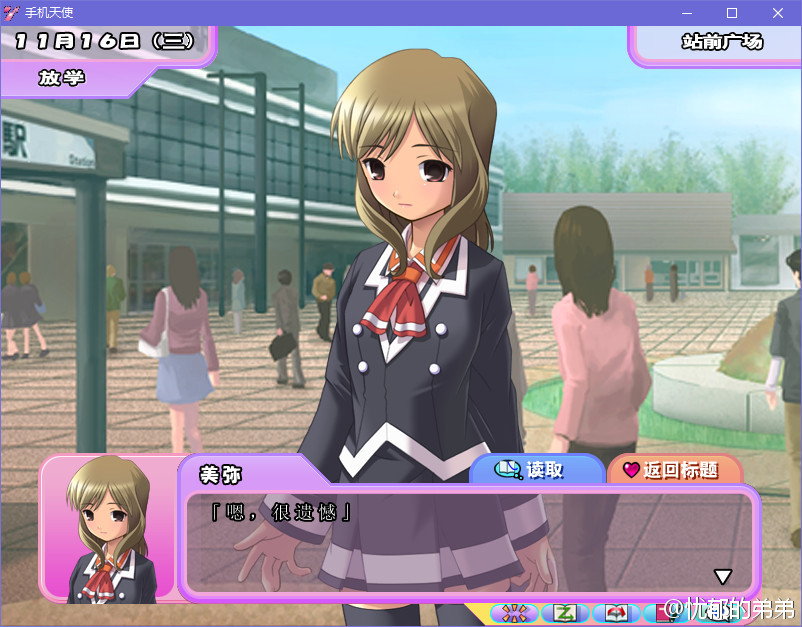 手机天使
11月16日（三）
站前广场
放学
駅
Station
美弥
读取
返回标题
「嗯，很遗憾」
@忧郁的弟弟